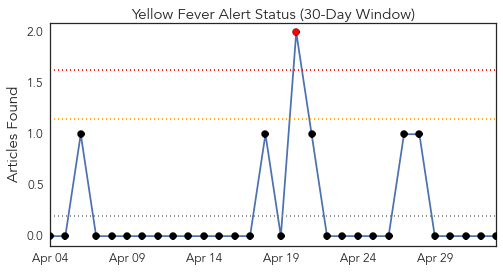 Yellow Fever Alert Status (30-Day Window)
Articles Found
2.0
1.5
1.0
0.5
0.0
Apr 04 Apr 09 Apr 14 Apr 19 Apr 24 Apr 29